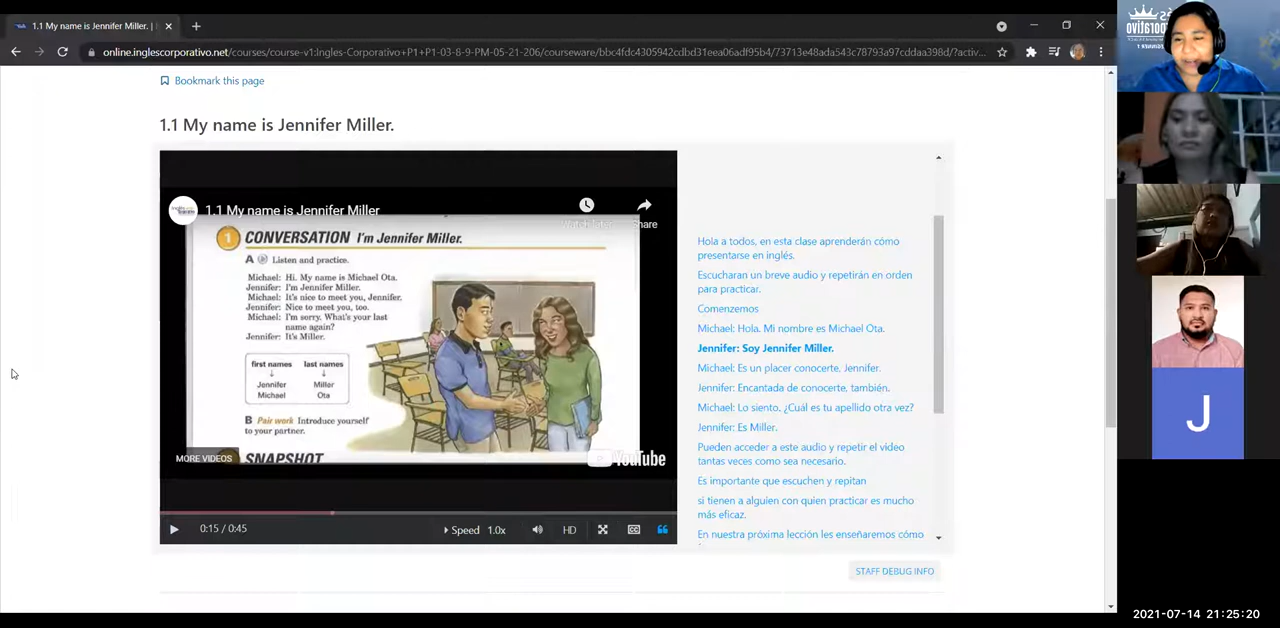 1.1 My name is Jennifer Miller. |
online.inglescorporativo.net/courses/course-v1:Ingles-Corporativo+P1+P1-03-8-9-PM-05-21-206/courseware/bbc4fdc4305942cdbd31eea06adf95b4/73713e48ada543c78793a97cddaa398d/?activ...
Bookmark this page
1.1 My name is Jennifer Miller.
1.1 My name is Jennifer Miller
Watch later
Share
1 CONVERSATION I'm Jennifer Miller.
A Listen and practice.
Michael: Hi. My name is Michael Ota.
Jennifer: I'm Jennifer Miller.
Michael: It's nice to meet you, Jennifer.
Jennifer: Nice to meet you, too.
Michael: I'm sorry. What's your last
name again?
Jennifer: It's Miller.
first names last names
Jennifer Miller
Michael Ota
B Pair work Introduce yourself
to your partner.
SNAPSHOT
MORE VIDEOS
YouTube
0:15 / 0:45
Speed 1.0x
HD
CC
Hola a todos, en esta clase aprenderán cómo
presentarse en inglés.
Escucharan un breve audio y repetirán en orden
para practicar.
Comenzemos
Michael: Hola. Mi nombre es Michael Ota.
Jennifer: Soy Jennifer Miller.
Michael: Es un placer conocerte, Jennifer.
Jennifer: Encantada de conocerte, también.
Michael: Lo siento. ¿Cuál es tu apellido otra vez?
Jennifer: Es Miller.
Pueden acceder a este audio y repetir el video
tantas veces como sea necesario.
Es importante que escuchen y repitan
si tienen a alguien con quien practicar es mucho
más eficaz.
En nuestra próxima lección les enseñaremos cómo
STAFF DEBUG INFO
J
2021-07-14 21:25:20